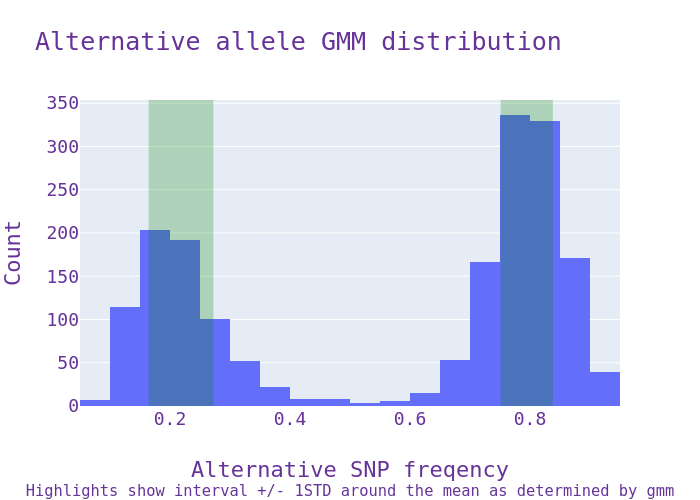 Alternative allele GMM distribution
350
300
250
200
150
100
50
0
Count
0.2 0.4 0.6 0.8
Alternative SNP freqency
Highlights show interval +/- 1STD around the mean as determined by gmm